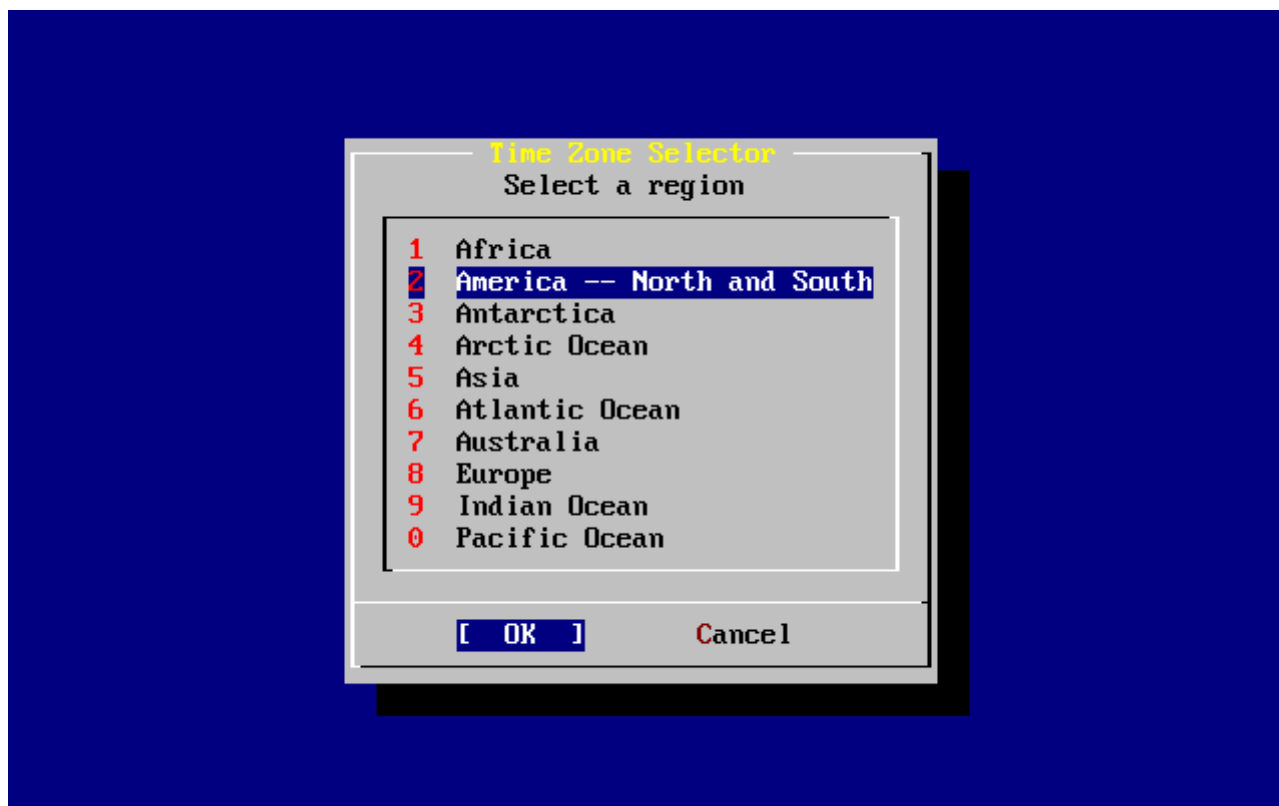 Time Zone Selector
Select a region
1 Africa
2 America -- North and South
3 Antarctica
4 Arctic Ocean
5 Asia
6 Atlantic Ocean
7 Australia
8 Europe
9 Indian Ocean
0 Pacific Ocean
[ OK ] Cancel